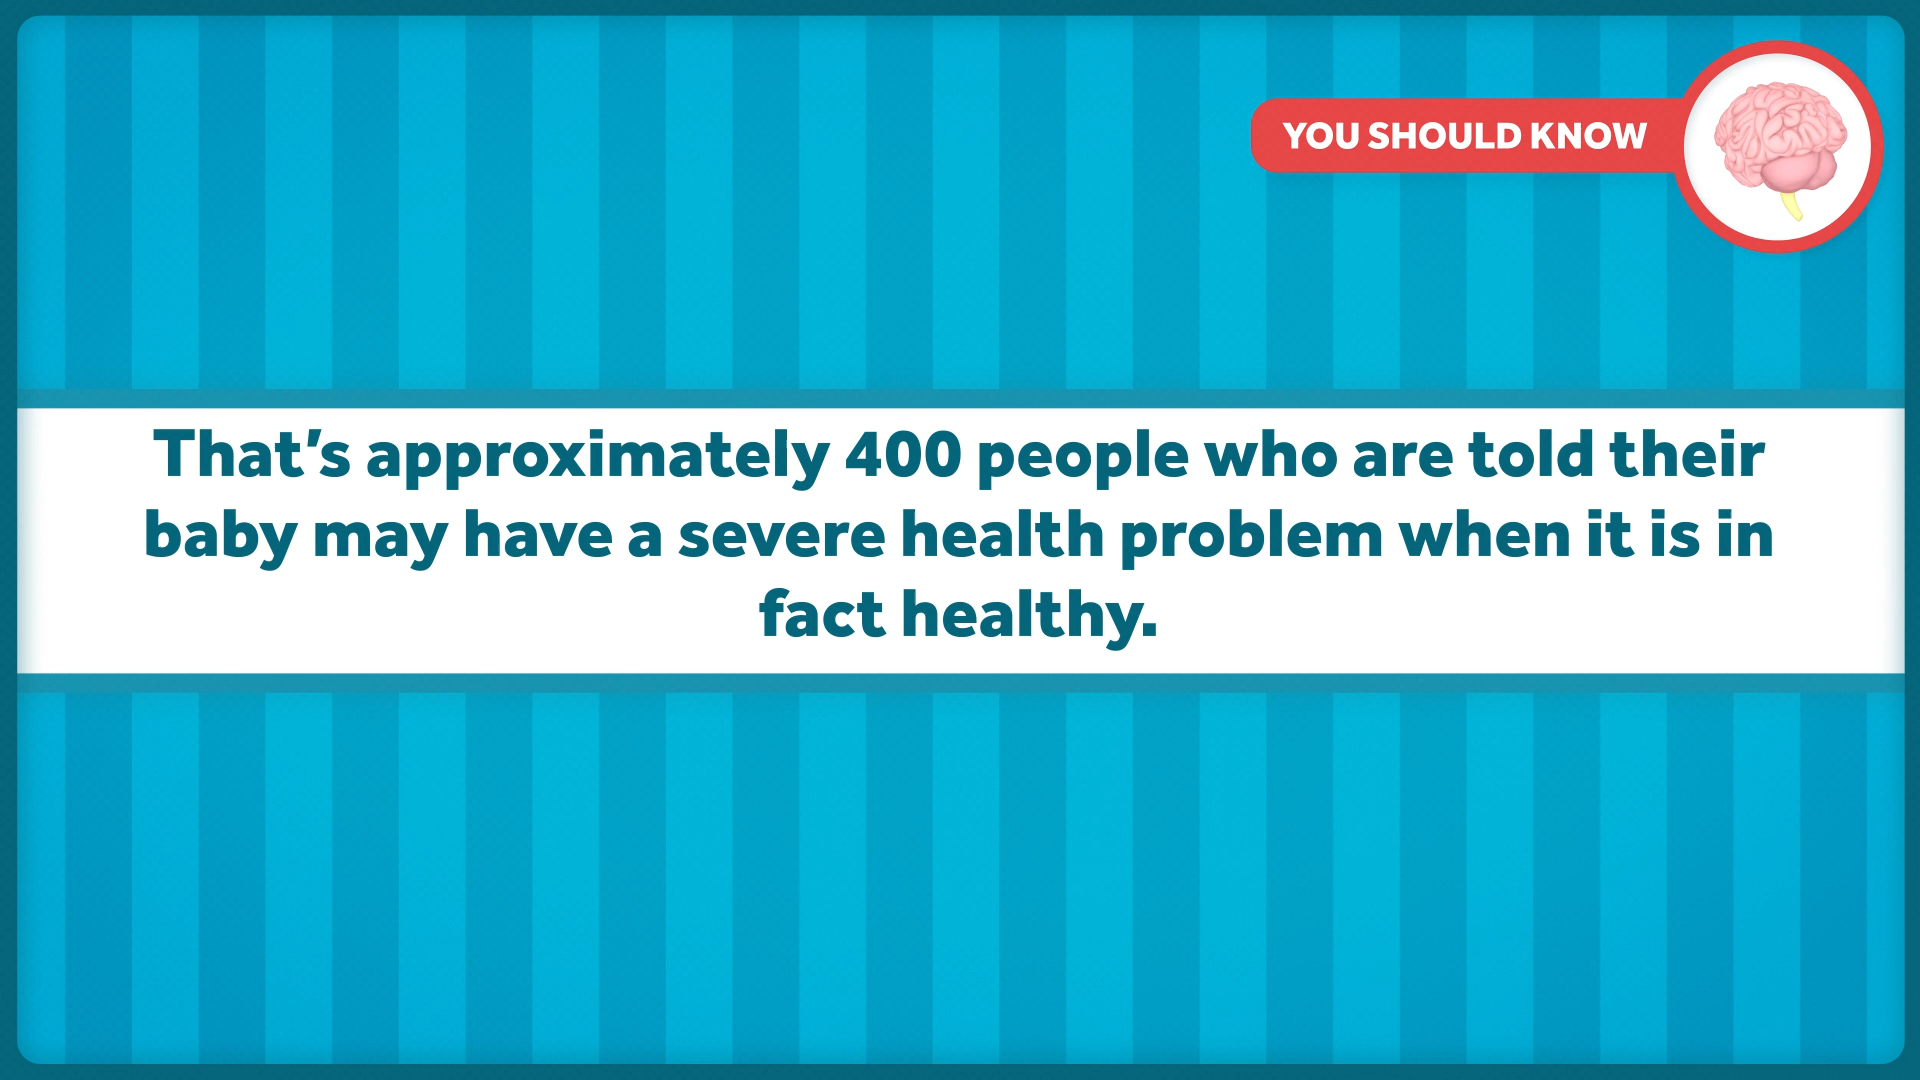 YOU SHOULD KNOW
That’s approximately 400 people who are told their
baby may have a severe health problem when it is in
fact healthy.